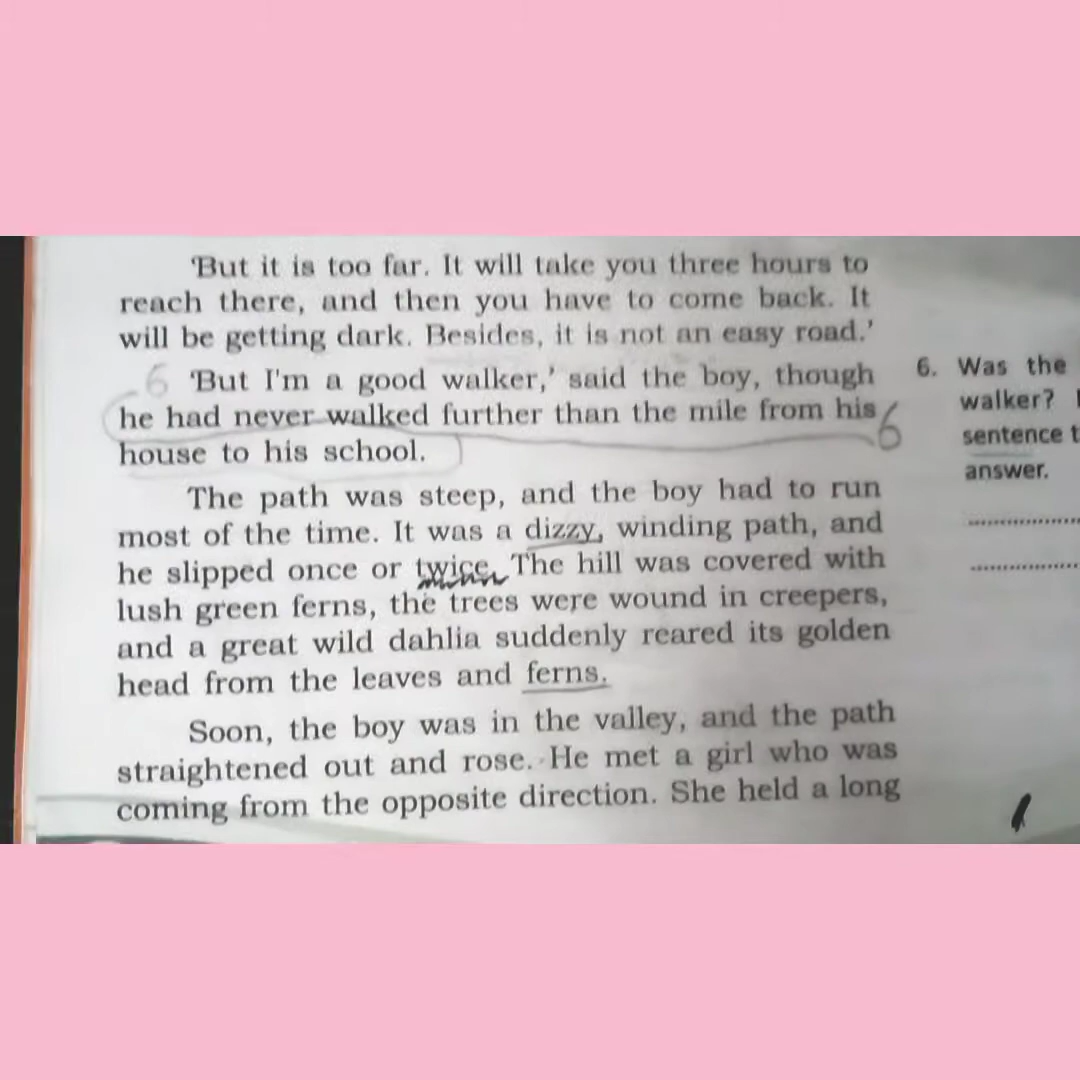 'But it is too far. It will take you three hours to
reach there, and then you have to come back. It
will be getting dark. Besides, it is not an easy road.'
6 'But I'm a good walker,' said the boy, though
he had never walked further than the mile from his 6
house to his school.
The path was steep, and the boy had to run
most of the time. It was a dizzy, winding path, and
he slipped once or twice. The hill was covered with
lush green ferns, the trees were wound in creepers,
and a great wild dahlia suddenly reared its golden
head from the leaves and ferns.
Soon, the boy was in the valley, and the path
straightened out and rose. He met a girl who was
coming from the opposite direction. She held a long
6. Was the
walker?
sentence t
answer.